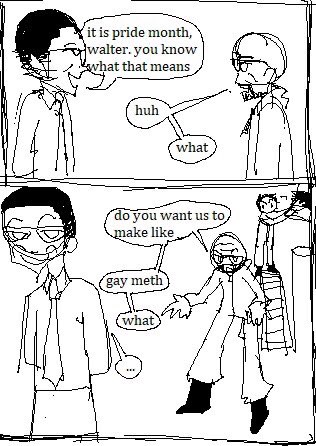 it is pride month,
walter. you know
what that means
huh
what
do you want us to
make like
gay meth
what
...